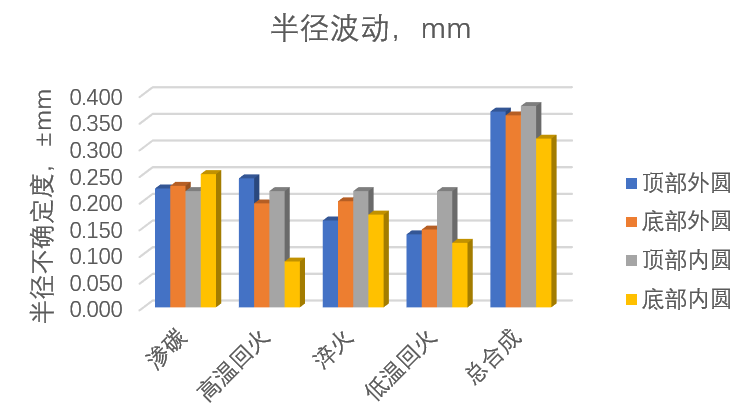 半径波动，mm
半径不确定度，±mm
0.400
0.350
0.300
0.250
0.200
0.150
0.100
0.050
0.000
渗碳
高温回火
淬火
低温回火
总合成
顶部外圆
底部外圆
顶部内圆
底部内圆